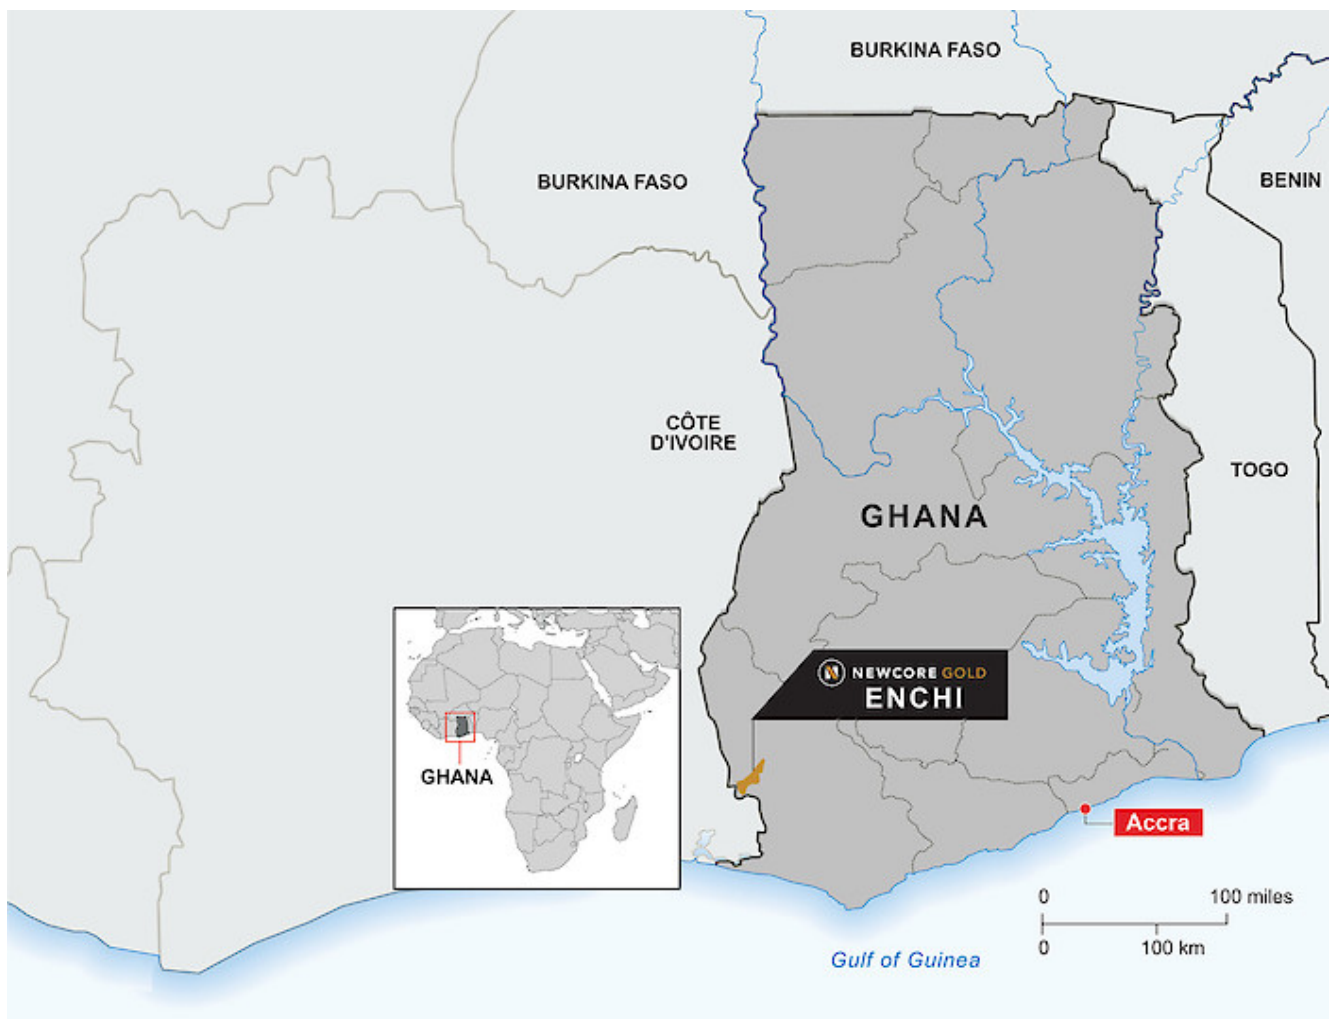 BURKINA FASO
BURKINA FASO
BENIN
CÔTE
D'IVOIRE
TOGO
GHANA
NEWCORE GOLD
ENCHI
GHANA
Accra
0 100 miles
0 100 km
Gulf of Guinea